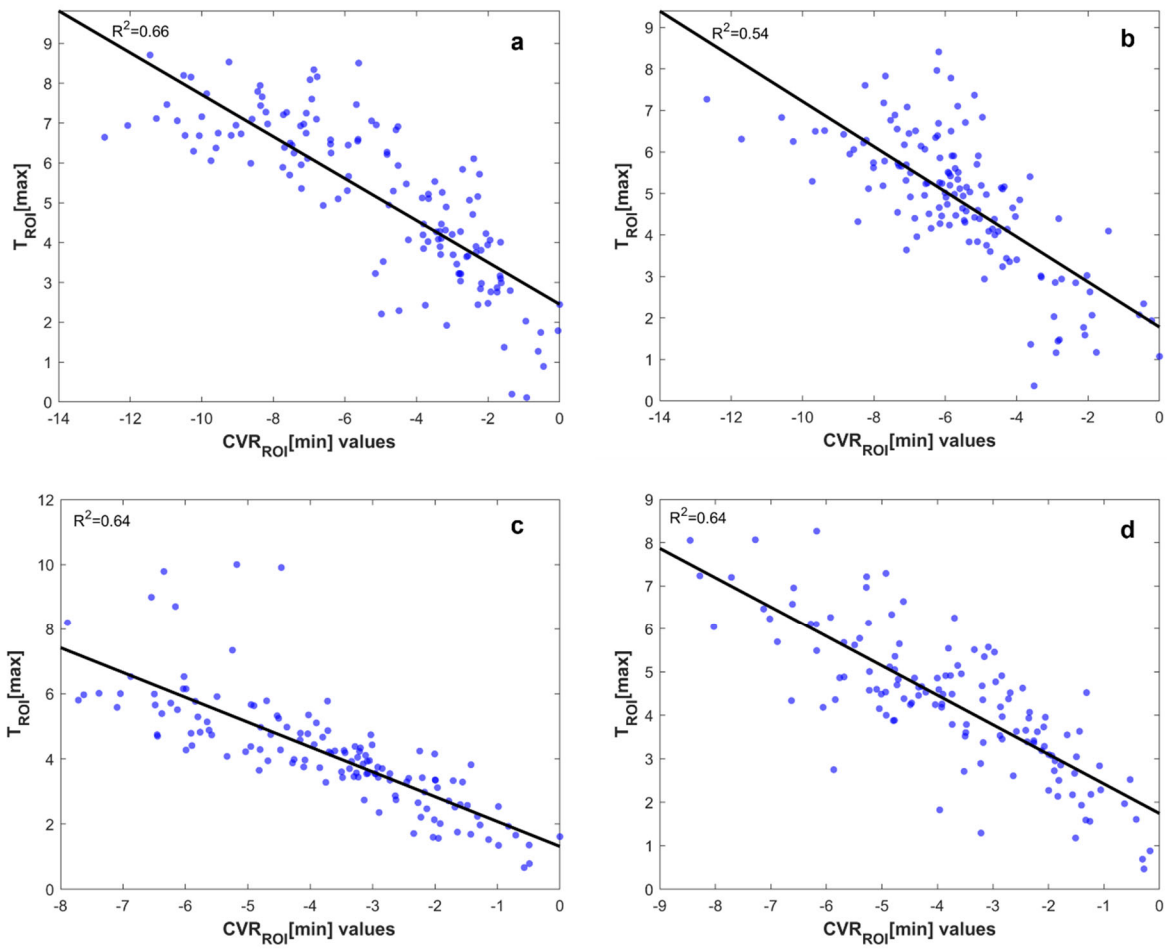 R²=0.66
a
9
8
7
6
5
4
3
2
1
0
T_ROI[max]
-14 -12 -10 -8 -6 -4 -2 0
CVR_ROI[min] values
R²=0.54
b
9
8
7
6
5
4
3
2
1
0
T_ROI[max]
-14 -12 -10 -8 -6 -4 -2 0
CVR_ROI[min] values
12
R²=0.64
c
10
8
6
4
2
0
T_ROI[max]
-8 -7 -6 -5 -4 -3 -2 -1 0
CVR_ROI[min] values
9
R²=0.64
d
8
7
6
5
4
3
2
1
0
T_ROI[max]
-9 -8 -7 -6 -5 -4 -3 -2 -1 0
CVR_ROI[min] values